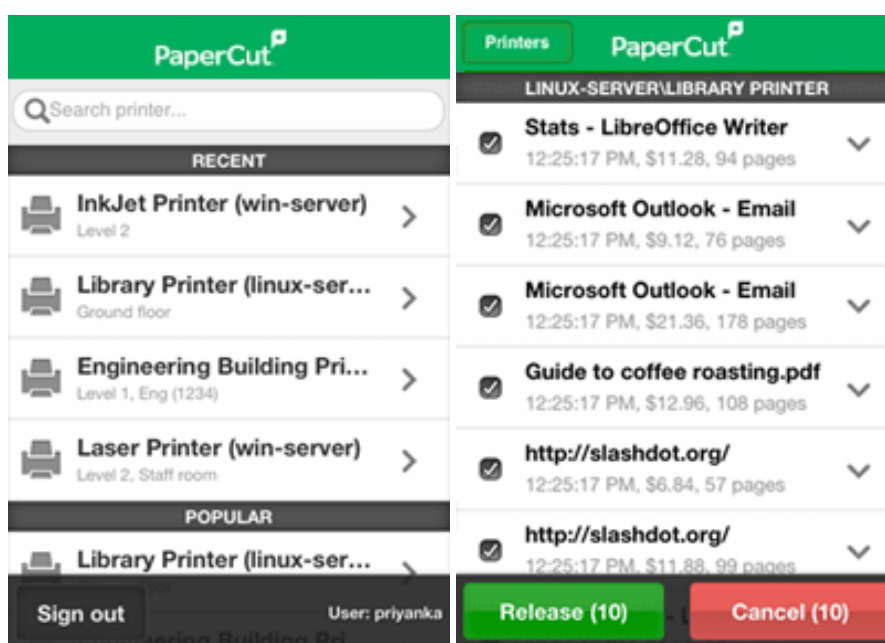 PaperCut
Search printer...
RECENT
InkJet Printer (win-server)
Level 2
Library Printer (linux-ser...
Ground floor
Engineering Building Pri...
Level 1, Eng (1234)
Laser Printer (win-server)
Level 2, Staff room
POPULAR
Library Printer (linux-ser...
Sign out
User: priyanka
Printers
PaperCut
LINUX-SERVER\LIBRARY PRINTER
Stats - LibreOffice Writer
12:25:17 PM, $11.28, 94 pages
Microsoft Outlook - Email
12:25:17 PM, $9.12, 76 pages
Microsoft Outlook - Email
12:25:17 PM, $21.36, 178 pages
Guide to coffee roasting.pdf
12:25:17 PM, $12.96, 108 pages
http://slashdot.org/
12:25:17 PM, $6.84, 57 pages
http://slashdot.org/
12:25:17 PM, $11.88, 99 pages
Release (10)
Cancel (10)